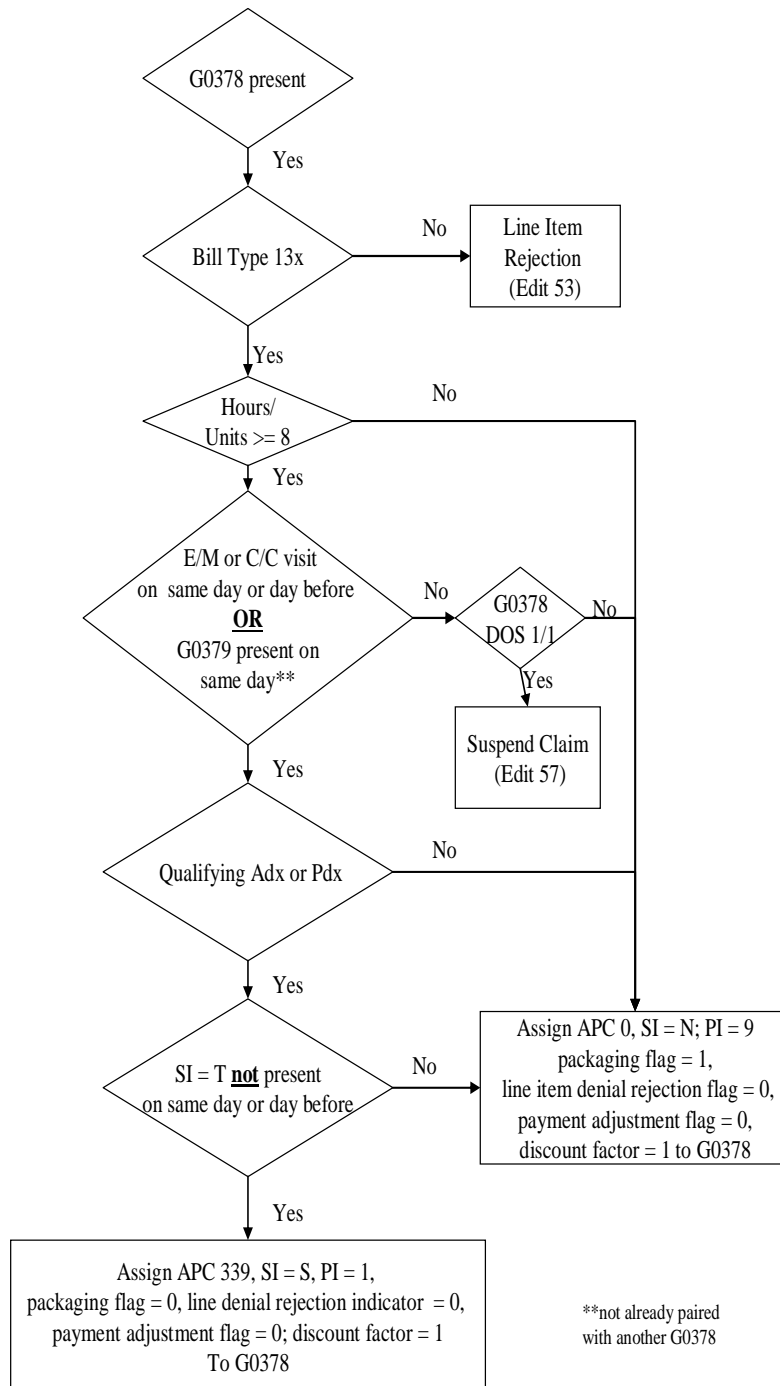 G0378 present
Yes
Bill Type 13x
No
Line Item
Rejection
(Edit 53)
Yes
Hours/
Units >= 8
No
Yes
E/M or C/C visit
on same day or day before
OR
G0379 present on
same day**
No
G0378
DOS 1/1
No
Yes
Suspend Claim
(Edit 57)
Yes
Qualifying Adx or Pdx
No
Yes
SI = T not present
on same day or day before
No
Assign APC 0, SI = N; PI = 9
packaging flag = 1,
line item denial rejection flag = 0,
payment adjustment flag = 0,
discount factor = 1 to G0378
Yes
Assign APC 339, SI = S, PI = 1,
packaging flag = 0, line denial rejection indicator = 0,
payment adjustment flag = 0; discount factor = 1
To G0378
**not already paired
with another G0378